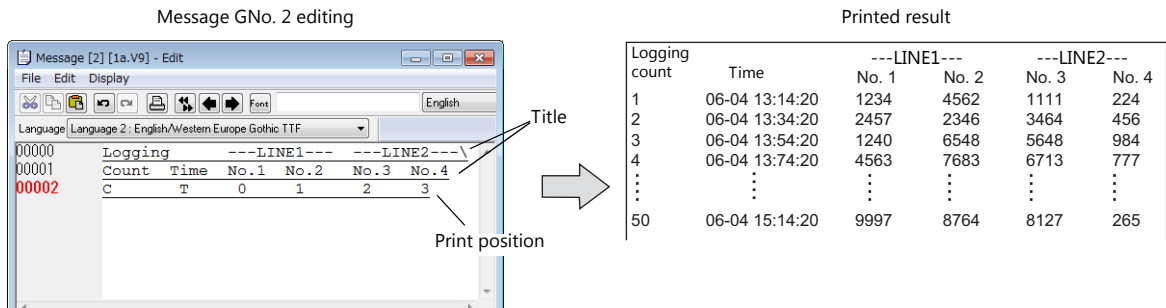 Message GNo. 2 editing
Message [2] [1a.V9] - Edit
File Edit Display
Font English
Language Language 2 : English/Western Europe Gothic TTF
00000 Logging ---LINE1--- ---LINE2---\
00001 Count Time No.1 No.2 No.3 No.4
00002 C T 0 1 2 3
Title
Print position
Printed result
Logging count Time ---LINE1--- ---LINE2---
No. 1 No. 2 No. 3 No. 4
1 06-04 13:14:20 1234 4562 1111 224
2 06-04 13:34:20 2457 2346 3464 456
3 06-04 13:54:20 1240 6548 5648 984
4 06-04 13:74:20 4563 7683 6713 777
50 06-04 15:14:20 9997 8764 8127 265